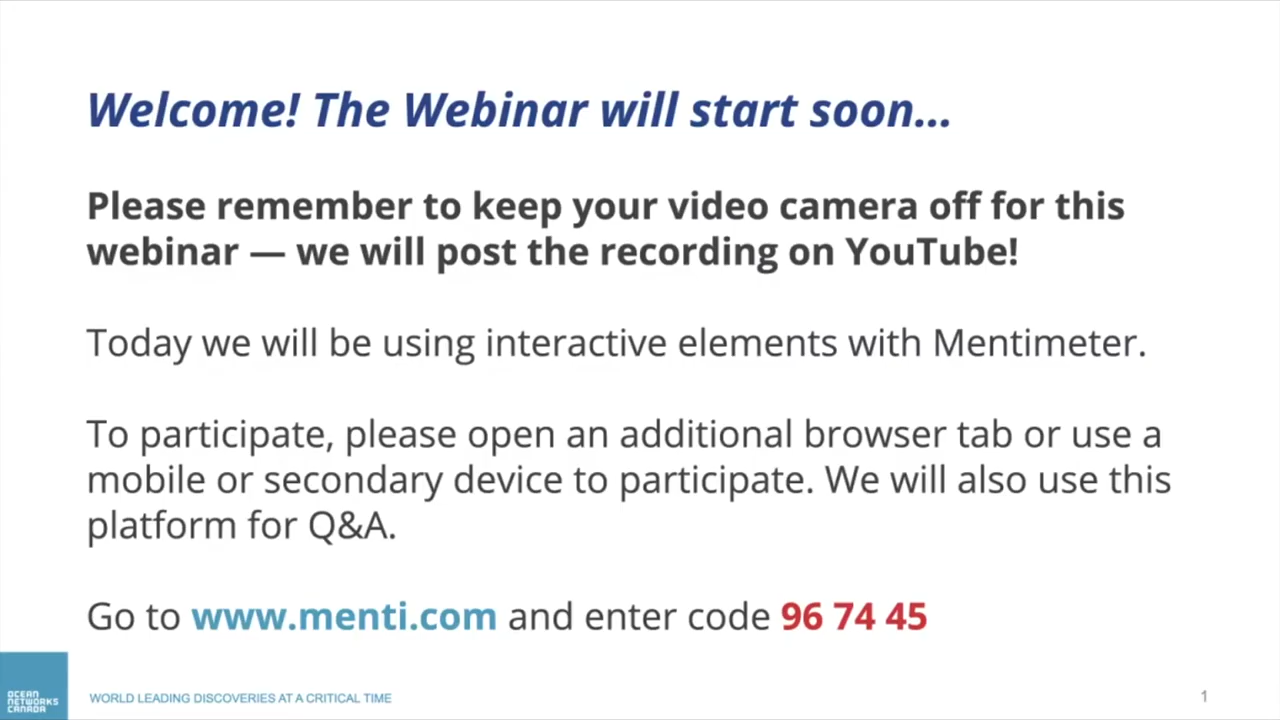 Welcome! The Webinar will start soon...
Please remember to keep your video camera off for this
webinar — we will post the recording on YouTube!
Today we will be using interactive elements with Mentimeter.
To participate, please open an additional browser tab or use a
mobile or secondary device to participate. We will also use this
platform for Q&A.
Go to www.menti.com and enter code 96 74 45
OCEAN
NETWORKS
CANADA
WORLD LEADING DISCOVERIES AT A CRITICAL TIME
1